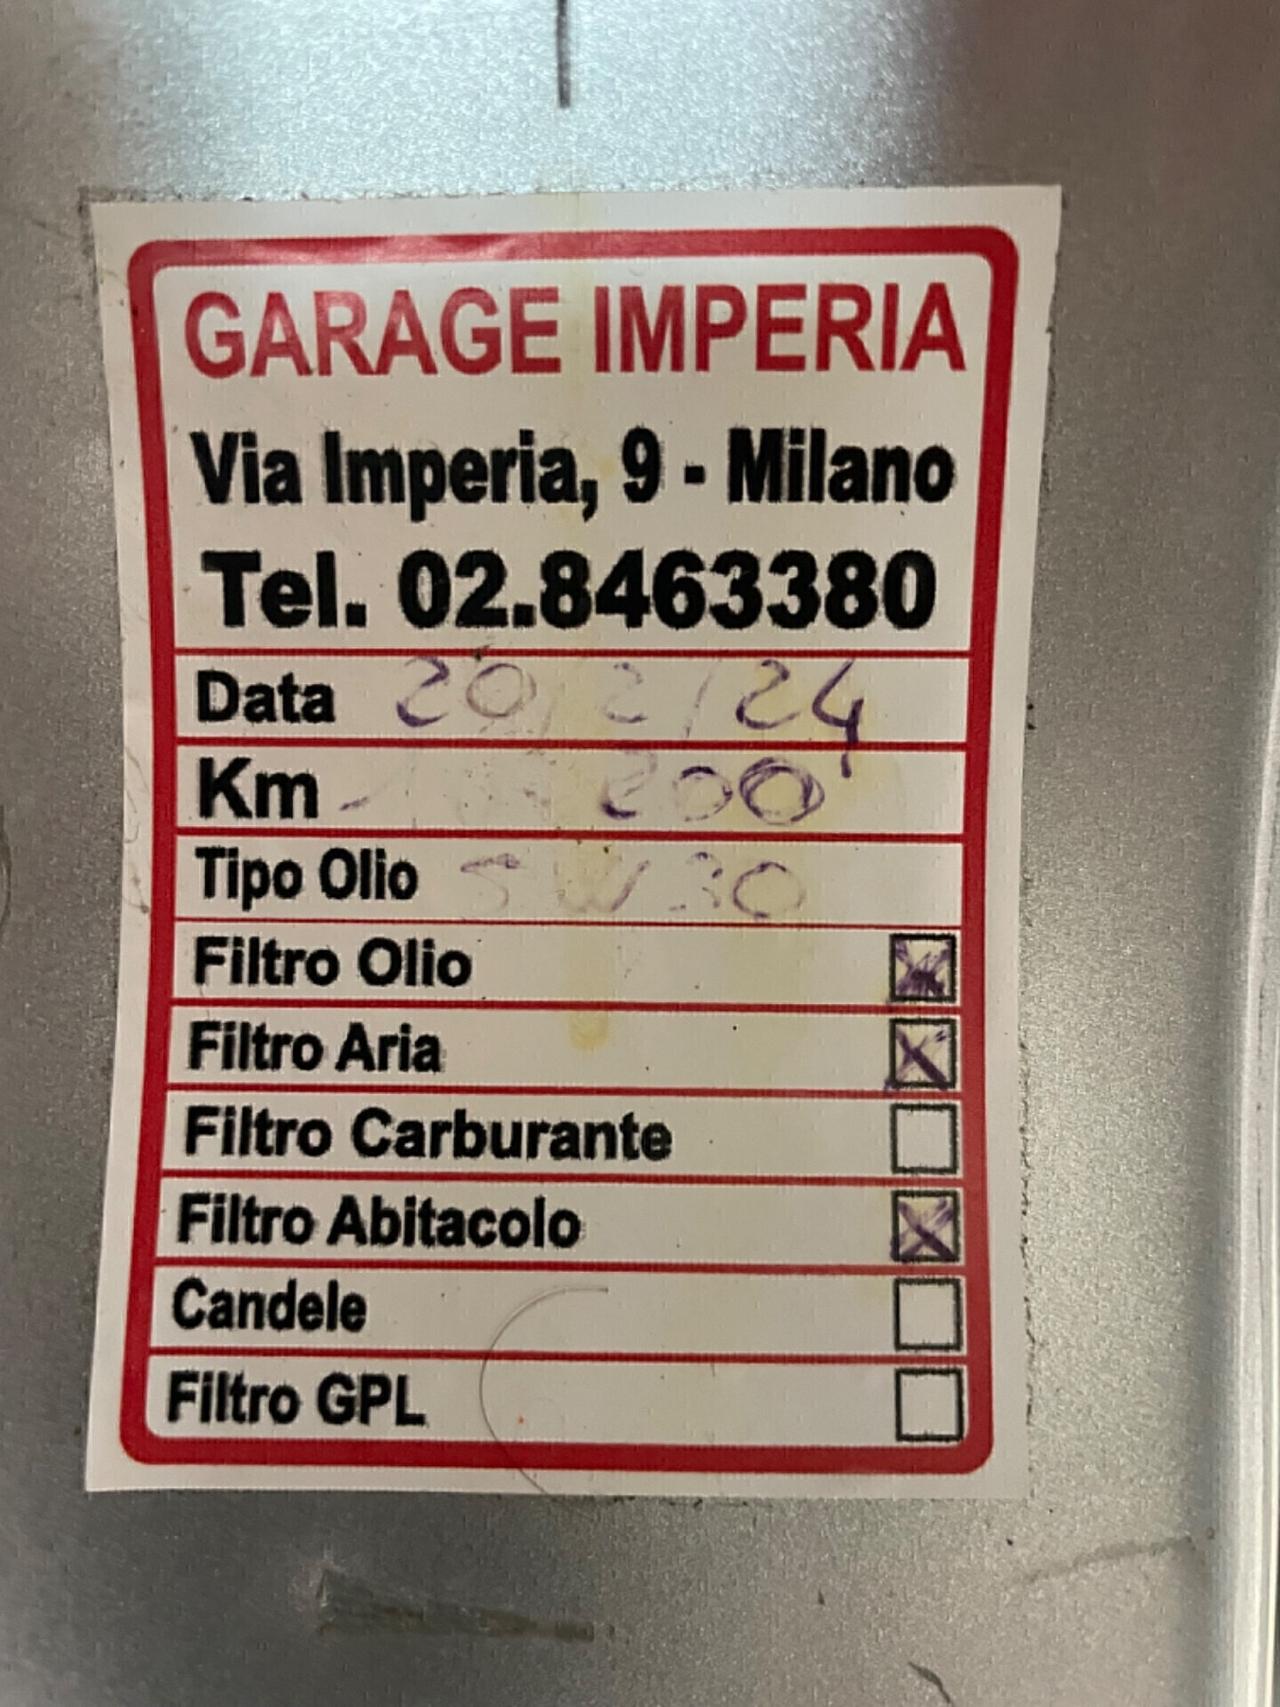 GARAGE IMPERIA
Via Imperia, 9 - Milano
Tel. 02.8463380
Data 20/2/24
Km 200
Tipo Olio 5W30
Filtro Olio
Filtro Aria
Filtro Carburante
Filtro Abitacolo
Candele
Filtro GPL